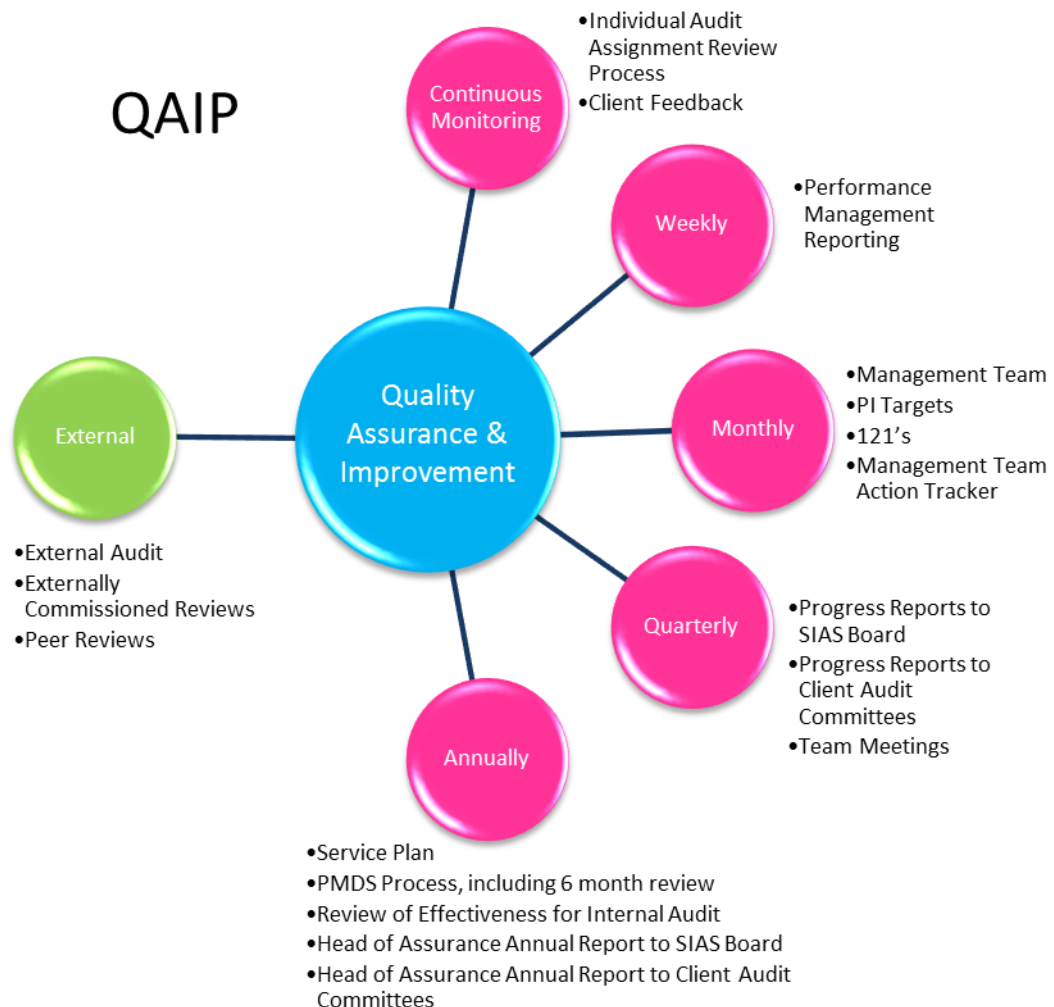 QAIP
Continuous
Monitoring
•Individual Audit
Assignment Review
Process
•Client Feedback
Weekly
•Performance
Management
Reporting
Monthly
•Management Team
•PI Targets
•121’s
•Management Team
Action Tracker
Quarterly
•Progress Reports to
SIAS Board
•Progress Reports to
Client Audit
Committees
•Team Meetings
Annually
•Service Plan
•PMDS Process, including 6 month review
•Review of Effectiveness for Internal Audit
•Head of Assurance Annual Report to SIAS Board
•Head of Assurance Annual Report to Client Audit
Committees
External
•External Audit
•Externally
Commissioned Reviews
•Peer Reviews
Quality
Assurance &
Improvement